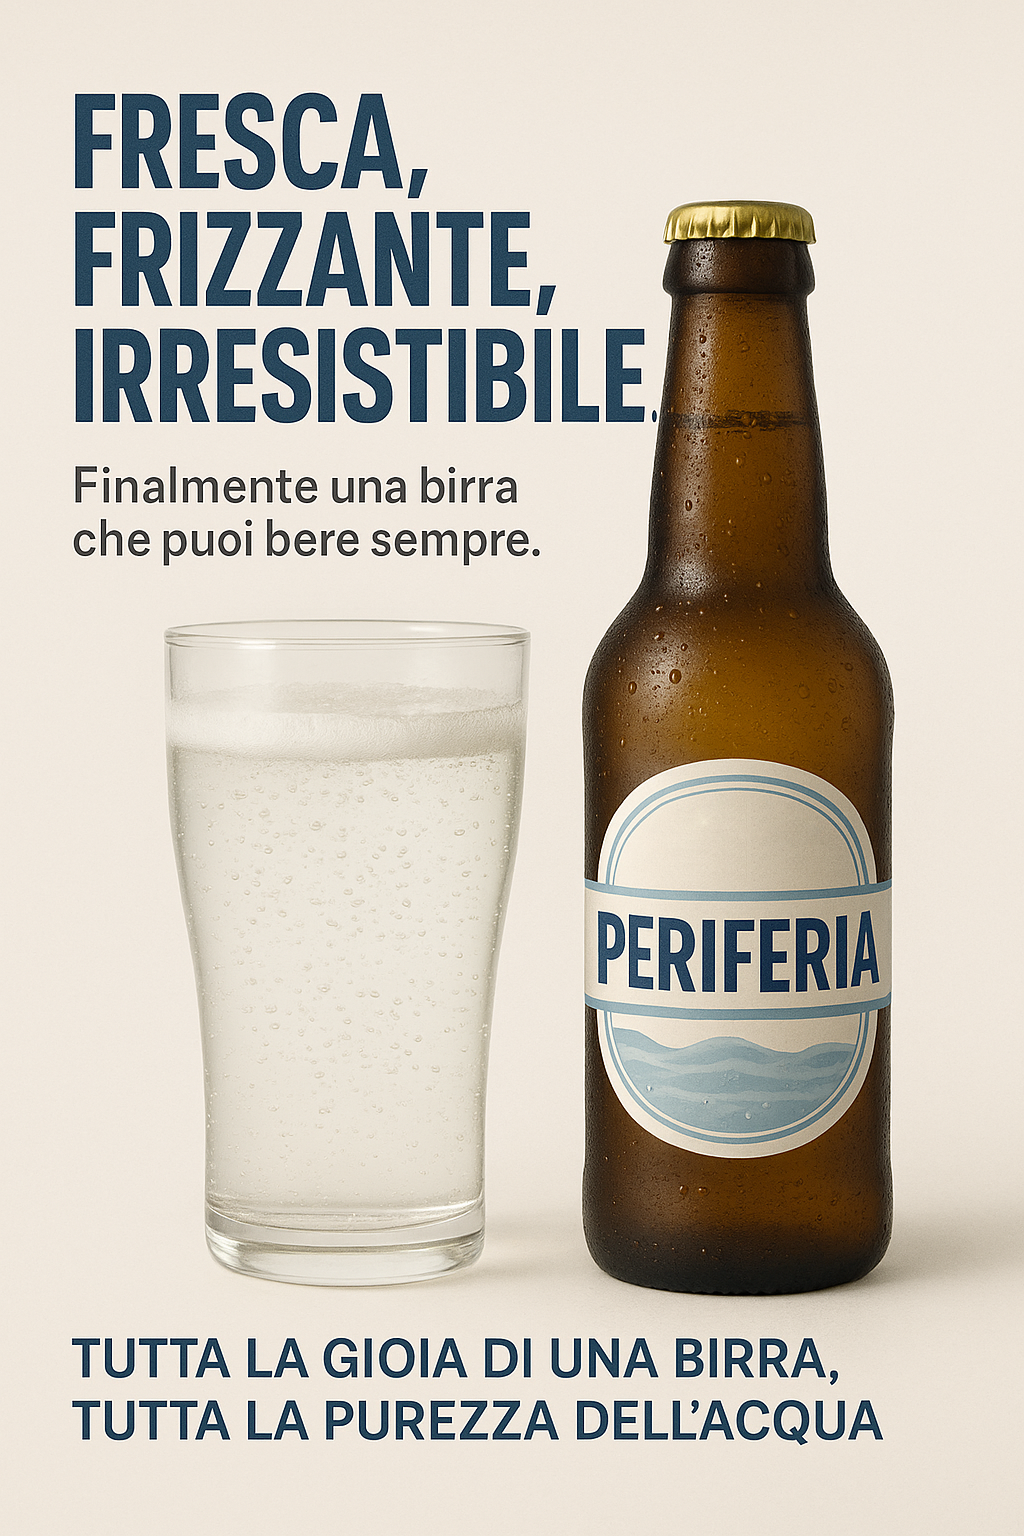 FRESCA,
FRIZZANTE,
IRRESISTIBILE.
Finalmente una birra
che puoi bere sempre.
PERIFERIA
TUTTA LA GIOIA DI UNA BIRRA,
TUTTA LA PUREZZA DELL’ACQUA